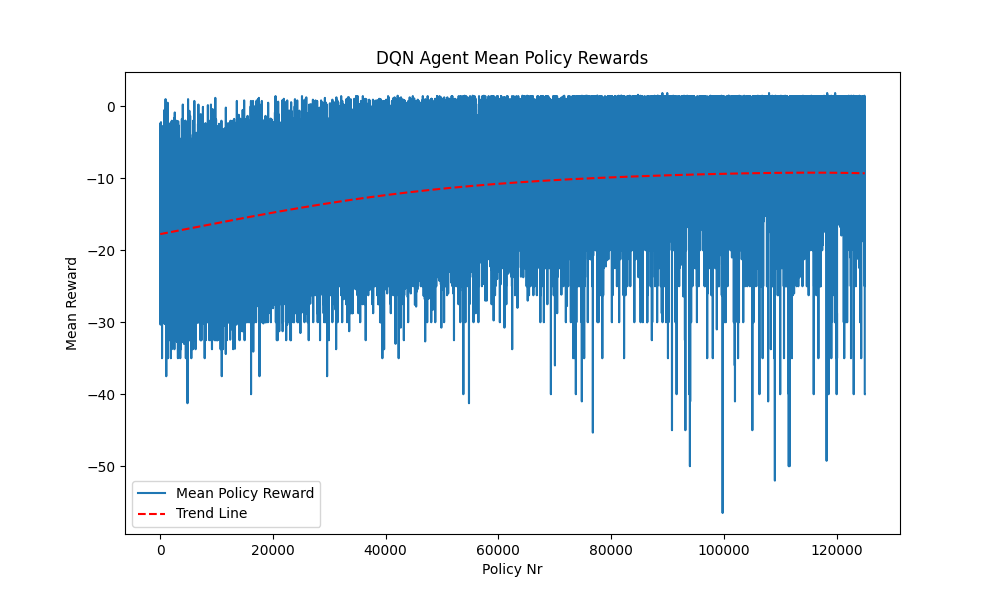 DQN Agent Mean Policy Rewards
0
−10
−20
−30
−40
−50
Mean Reward
Mean Policy Reward
Trend Line
0
20000
40000
60000
80000
100000
120000
Policy Nr